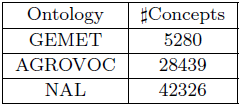 Ontology ♯Concepts
GEMET 5280
AGROVOC 28439
NAL 42326